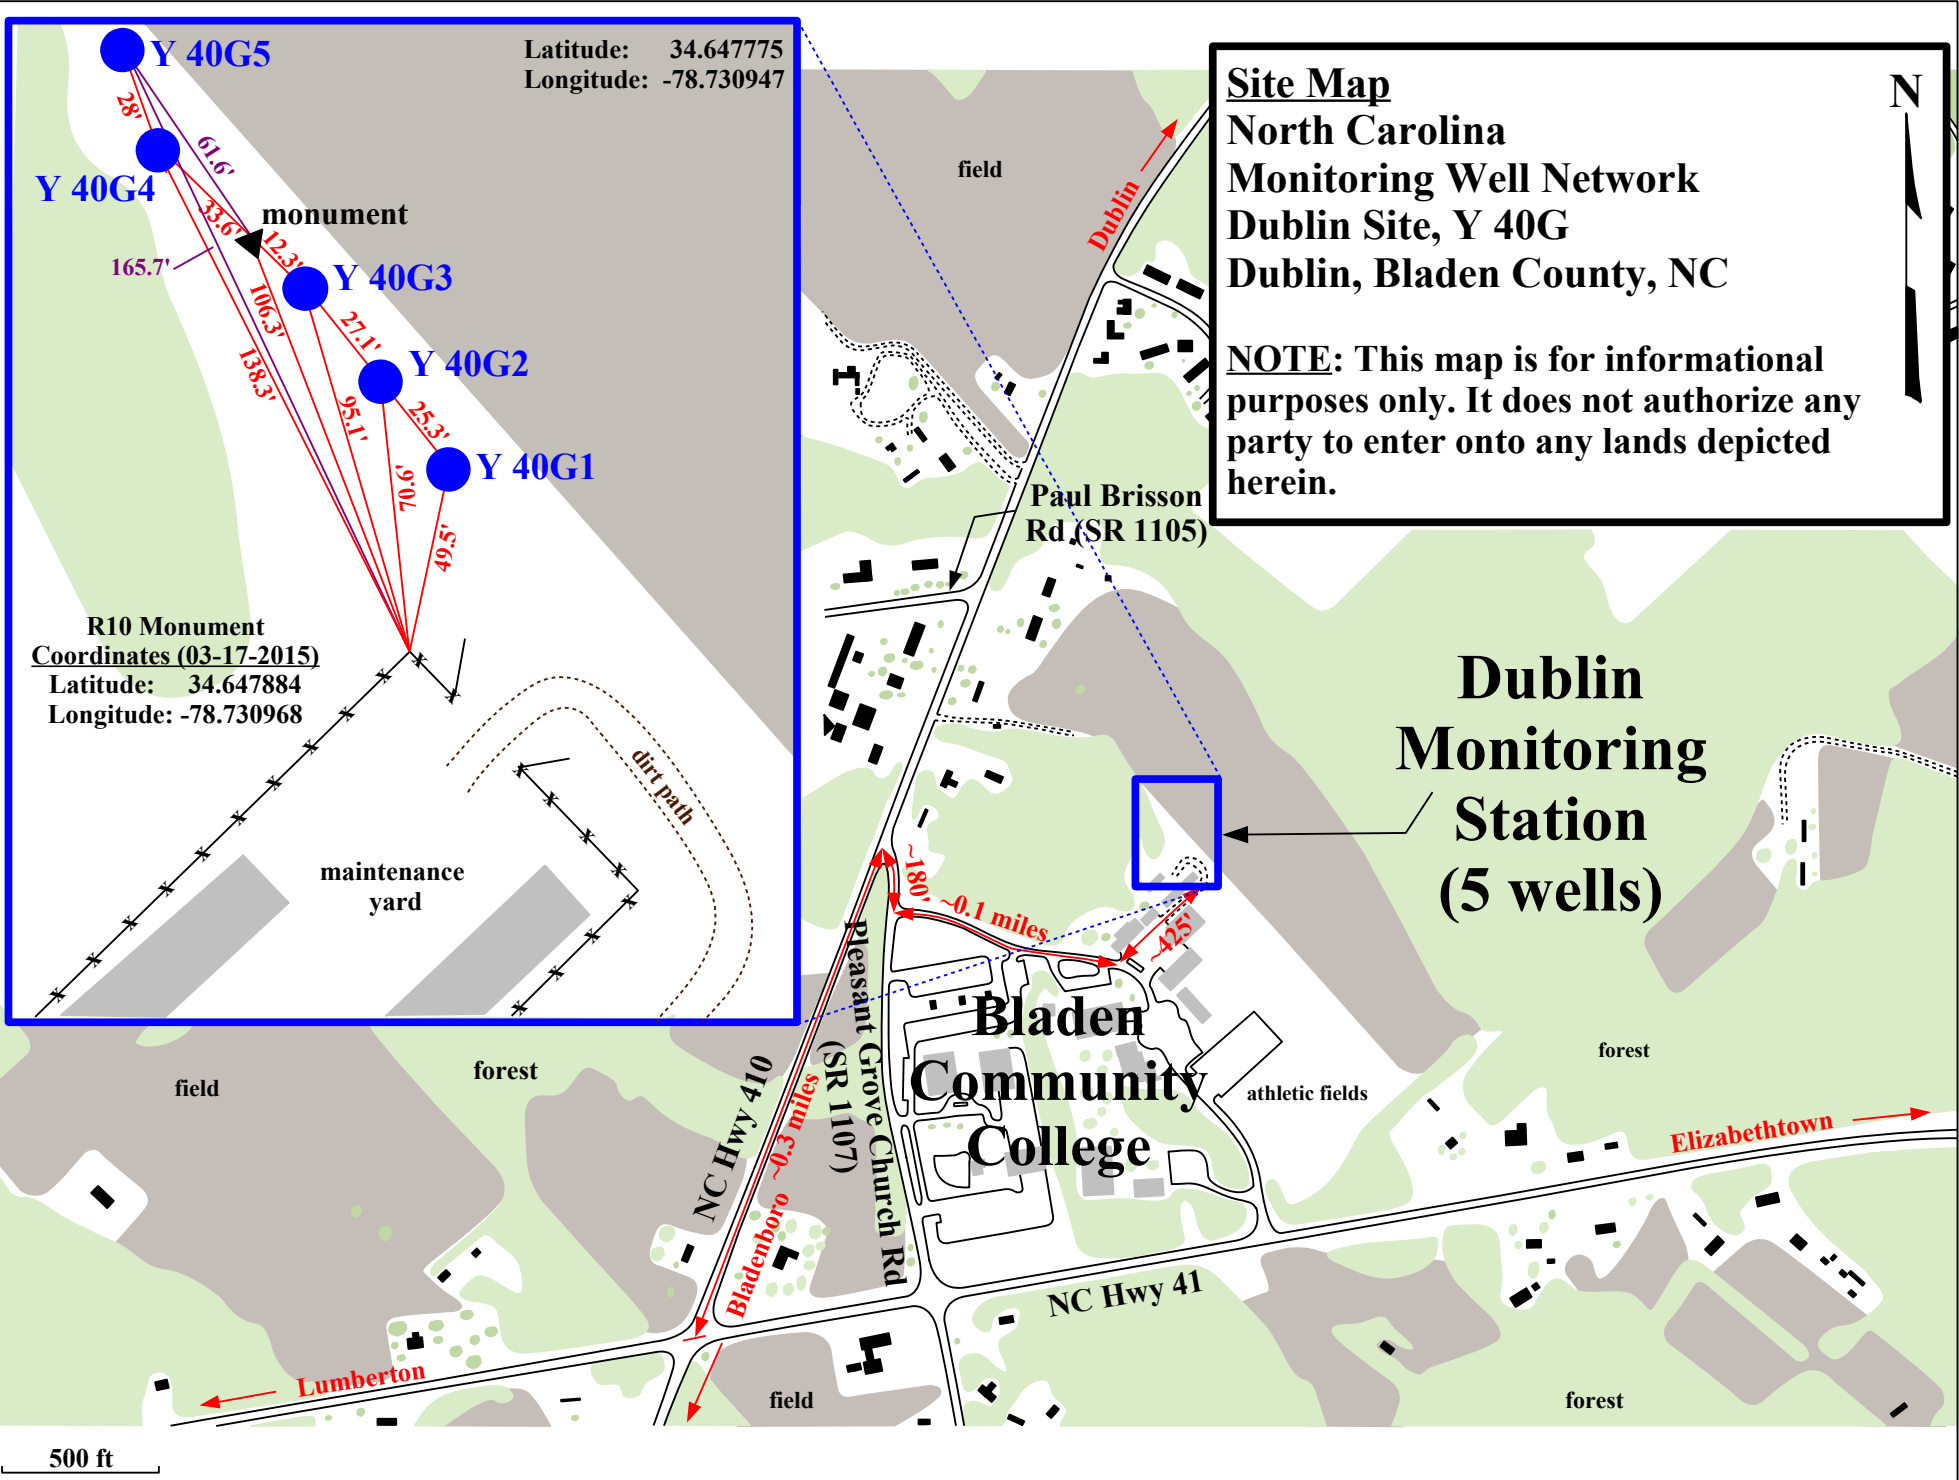 Y 40G5
Latitude: 34.647775
Longitude: -78.730947
28'
61.6'
Y 40G4
33.6'
monument
12.3'
165.7'
Y 40G3
106.3'
27.1'
138.3'
Y 40G2
95.1'
25.3'
70.6'
Y 40G1
49.5'
R10 Monument
Coordinates (03-17-2015)
Latitude: 34.647884
Longitude: -78.730968
dirt path
maintenance
yard
Site Map
North Carolina
Monitoring Well Network
Dublin Site, Y 40G
Dublin, Bladen County, NC
NOTE: This map is for informational
purposes only. It does not authorize any
party to enter onto any lands depicted
herein.
N
field
Dublin
Paul Brisson
Rd (SR 1105)
Dublin
Monitoring
Station
(5 wells)
~180'
~0.1 miles
~425'
Pleasant Grove Church Rd
(SR 1107)
Bladen
Community
College
athletic fields
forest
field
forest
NC Hwy 410
~0.3 miles
Bladenboro
Elizabethtown
NC Hwy 41
Lumberton
field
forest
500 ft